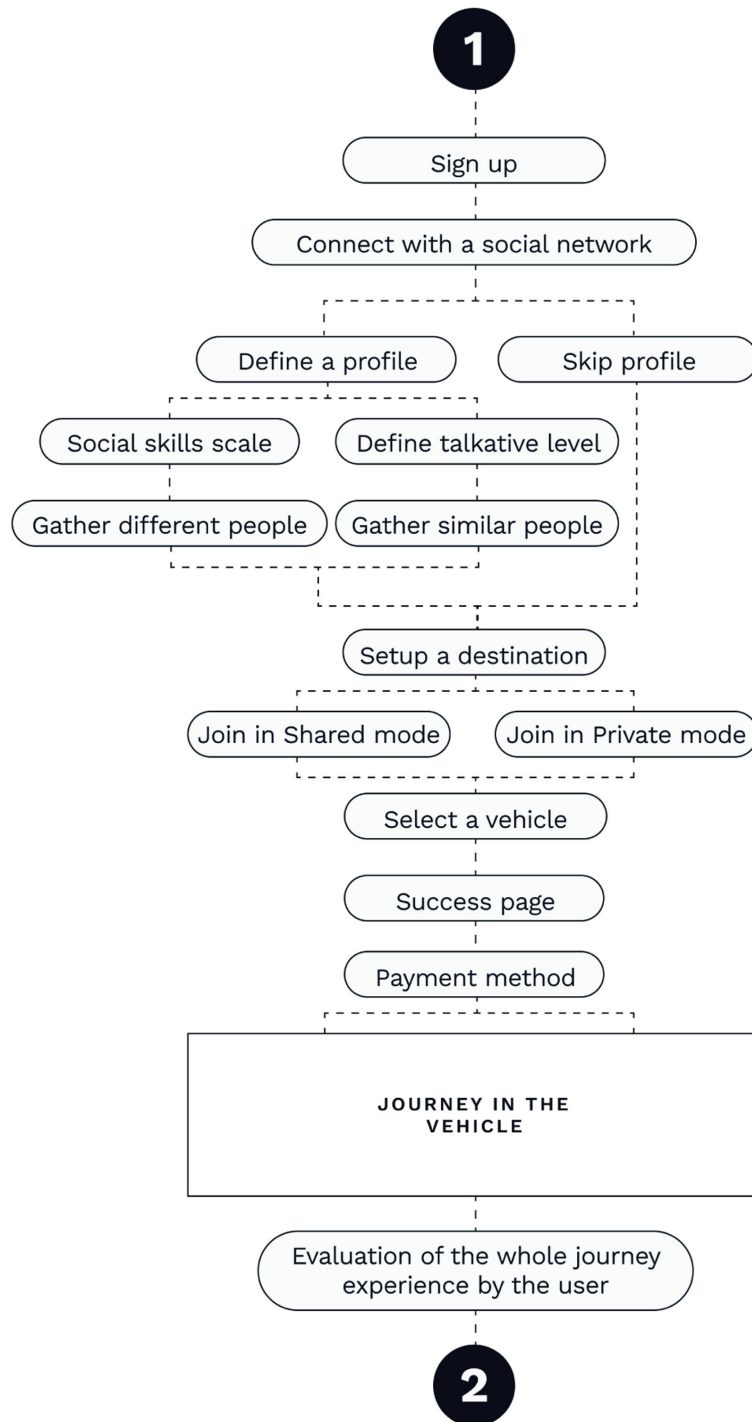 1
Sign up
Connect with a social network
Define a profile
Skip profile
Social skills scale
Define talkative level
Gather different people
Gather similar people
Setup a destination
Join in Shared mode
Join in Private mode
Select a vehicle
Success page
Payment method
JOURNEY IN THE
VEHICLE
Evaluation of the whole journey
experience by the user
2